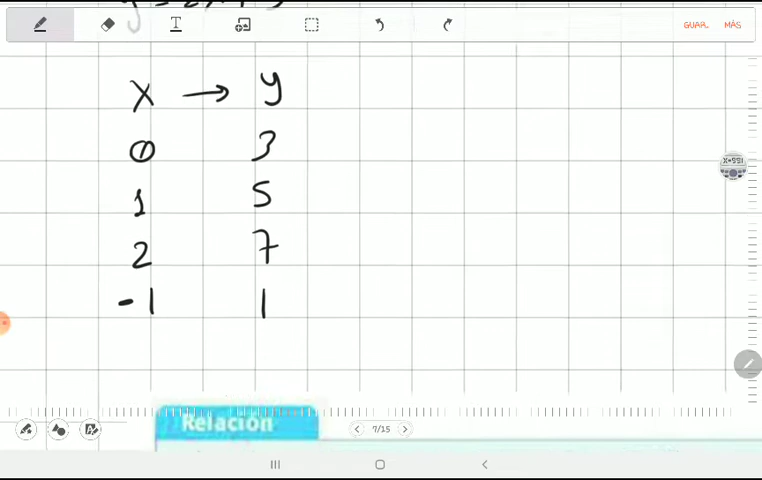 GUAR. MÁS
x → y
0 3
1 5
2 7
-1 1
Relación
7/15